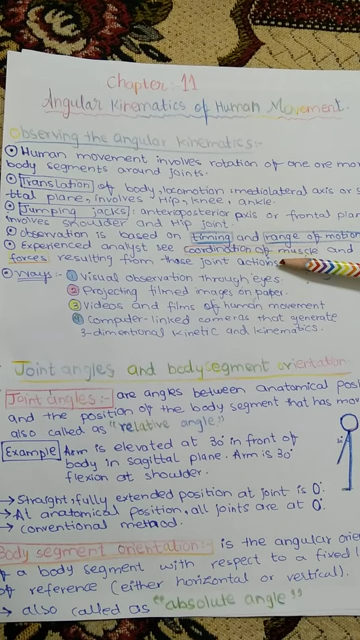 Chapter: 11
Angular Kinematics of Human Movement.
Observing the angular kinematics:-
Human movement involves rotation of one ore mo
body segments around joints.
Translation of body, locomotion mediolateral axis or s
ttal plane, involves Hip, knee, ankle.
Jumping jacks: anterioposterior axis or frontal plan
involves shoulder and hip joint.
observation is based on timing and range of motion
Experienced analyst see cordination of muscle and
forces resulting from those joint actions
ways:- 1 Visual observation through eyes.
2 Projecting filmed images on paper.
3 Videos and films of human movement
4 Computer-linked cameras that generate
3-dimentional kinetic and kinematics.
Joint angles and body segment orientation
Joint angles:- are angles between anatomical posi
and the position of the body segment that has mov
also called as "relative angle"
Example Arm is elevated at 30° in front of
body in sagittal plane. Arm is 30°
flexion at shoulder.
→ Straight, fully extended position at joint is 0°.
→ At anatomical position, all joints are at 0°.
→ conventional method.
Body segment orientation:- is the angular orie
f a body segment with respect to a fixed l
of reference (either horizontal or vertical).
→ also called as "absolute angle"